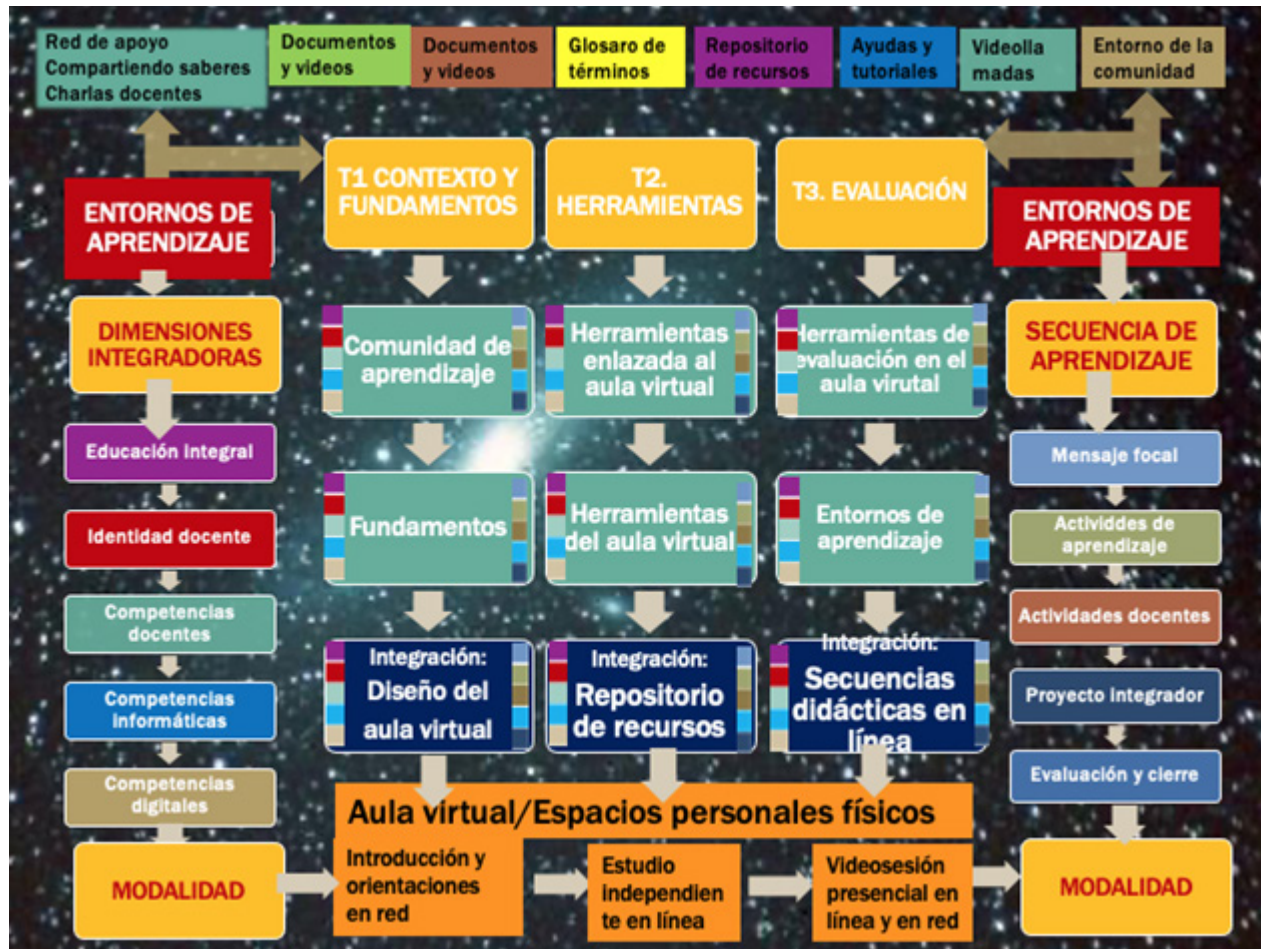 Red de apoyo
Compartiendo saberes
Charlas docentes
Documentos
y videos
Documentos
y videos
Glosaro de
términos
Repositorio
de recursos
Ayudas y
tutoriales
Videolla
madas
Entorno de la
comunidad
ENTORNOS DE
APRENDIZAJE
T1 CONTEXTO Y
FUNDAMENTOS
T2.
HERRAMIENTAS
T3. EVALUACIÓN
ENTORNOS DE
APRENDIZAJE
DIMENSIONES
INTEGRADORAS
Comunidad de
aprendizaje
Herramientas
enlazada al
aula virtual
Herramientas de
evaluación en el
aula virutal
SECUENCIA DE
APRENDIZAJE
Educación integral
Identidad docente
Competencias
docentes
Competencias
informáticas
Competencias
digitales
Fundamentos
Herramientas
del aula virtual
Entornos de
aprendizaje
Mensaje focal
Actividdes de
aprendizaje
Actividades docentes
Proyecto integrador
Evaluación y cierre
Integración:
Diseño del
aula virtual
Integración:
Repositorio
de recursos
Integración:
Secuencias
didácticas en
línea
Aula virtual/Espacios personales físicos
MODALIDAD
Introducción y
orientaciones
en red
Estudio
independien
te en línea
Videosesión
presencial en
línea y en red
MODALIDAD